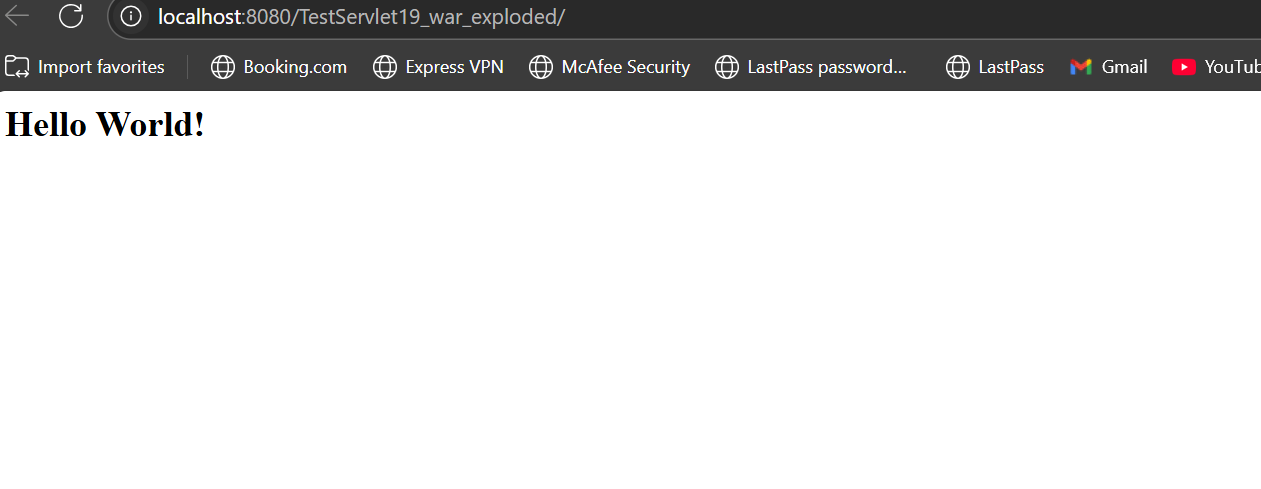 localhost:8080/TestServlet19_war_exploded/
Import favorites Booking.com Express VPN McAfee Security LastPass password... LastPass Gmail YouTub
Hello World!